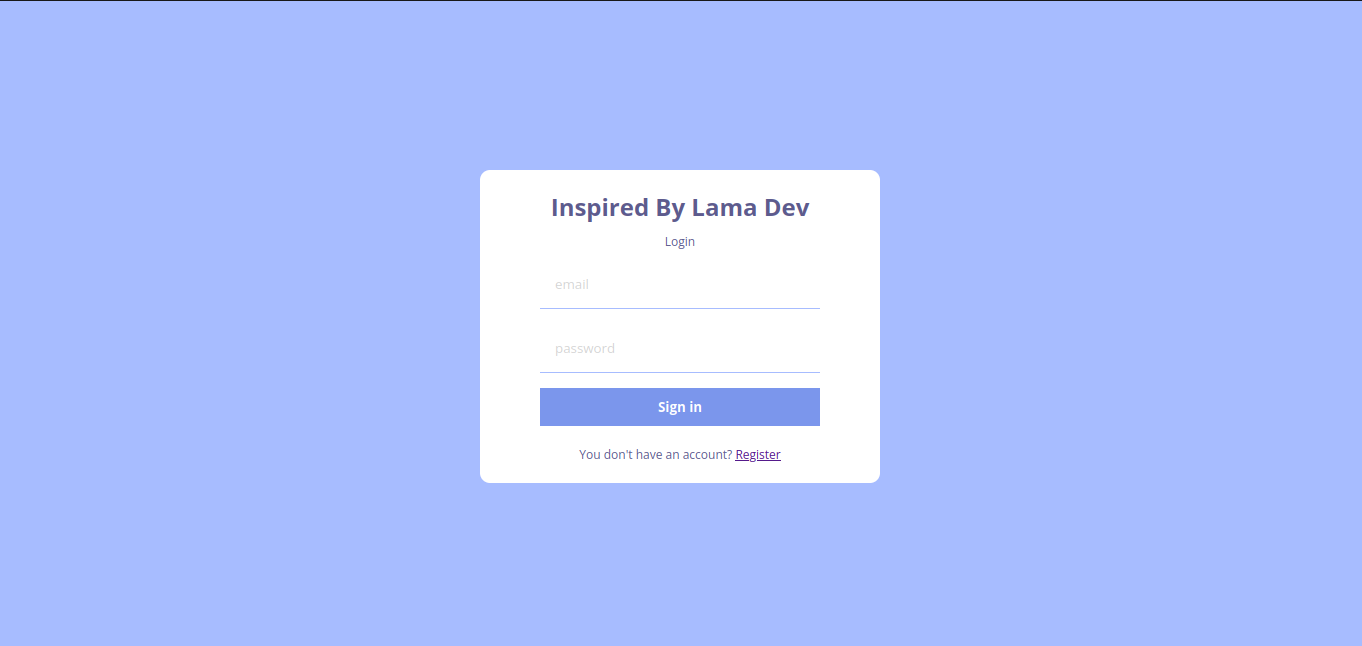 Inspired By Lama Dev
Login
email
password
Sign in
You don't have an account? Register